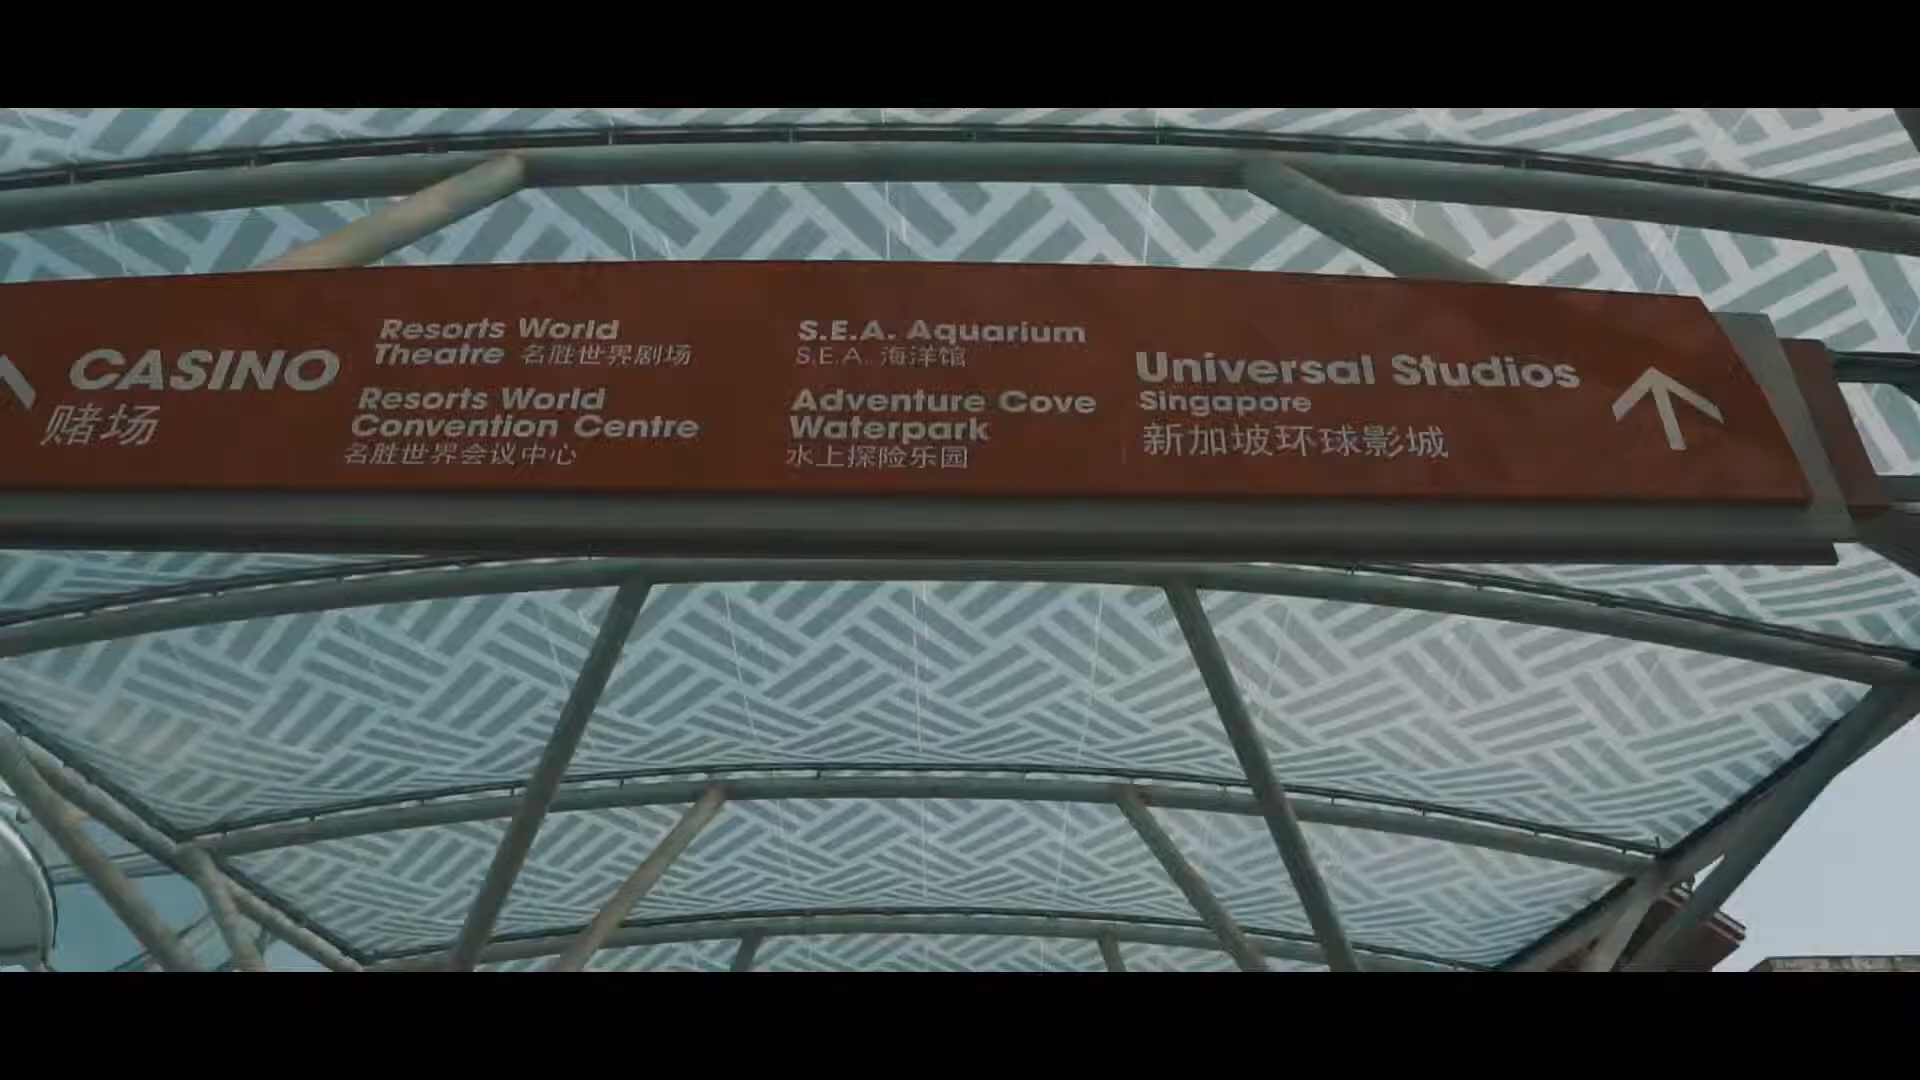 CASINO
赌场
Resorts World
Theatre 名胜世界剧场
Resorts World
Convention Centre
名胜世界会议中心
S.E.A. Aquarium
S.E.A. 海洋馆
Adventure Cove
Waterpark
水上探险乐园
Universal Studios
Singapore
新加坡环球影城